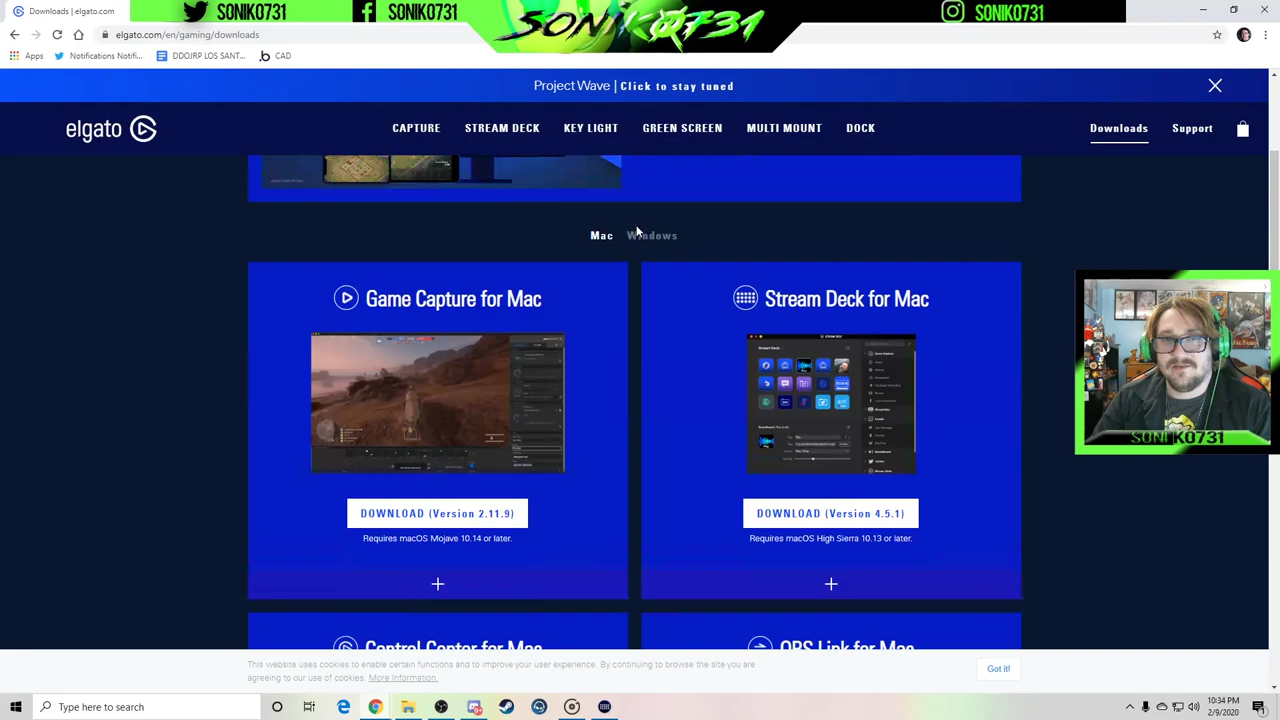 Downloads | elgato.com
SONIK0731
SONIK0731
SONIK0731
SONIK0731
elgato.com/en/gaming/downloads
Apps
Notifications Notifi...
DDOJRP LOS SANT...
CAD
Project Wave | Click to stay tuned
elgato
CAPTURE
STREAM DECK
KEY LIGHT
GREEN SCREEN
MULTI MOUNT
DOCK
Downloads
Support
Mac
Windows
Game Capture for Mac
Stream Deck for Mac
DOWNLOAD (Version 2.11.9)
DOWNLOAD (Version 4.5.1)
Requires macOS Mojave 10.14 or later.
Requires macOS High Sierra 10.13 or later.
SONIK0731
Control Center for Mac
OBS Link for Mac
This website uses cookies to enable certain functions and to improve your user experience. By continuing to browse the site you are
agreeing to our use of cookies. More Information.
Got it!
Type here to search
10:34 PM
2/9/2020